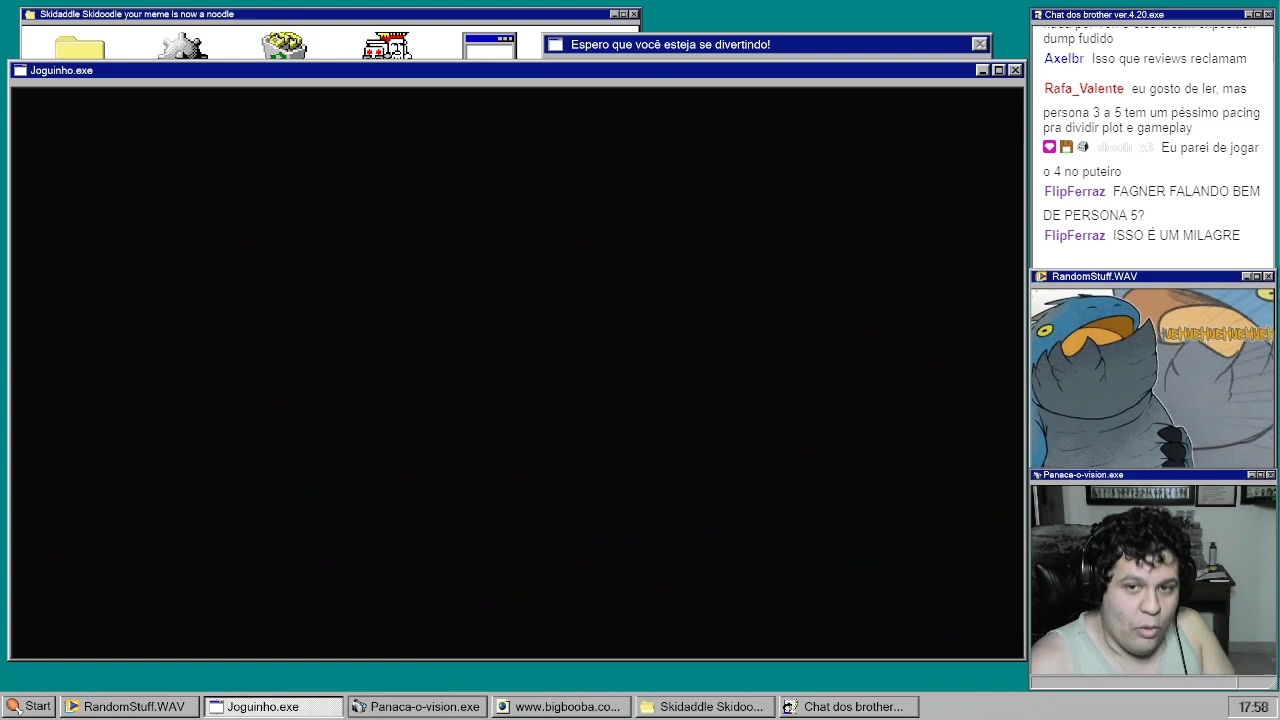 Skidaddle Skidoodle your meme is now a noodle
Espero que você esteja se divertindo!
Joguinho.exe
Chat dos brother ver.4.20.exe
dump fudido
Axelbr Isso que reviews reclamam
Rafa_Valente eu gosto de ler, mas
persona 3 a 5 tem um péssimo pacing
pra dividir plot e gameplay
Eu parei de jogar
o 4 no puteiro
FlipFerraz FAGNER FALANDO BEM
DE PERSONA 5?
FlipFerraz ISSO É UM MILAGRE
RandomStuff.WAV
HUEHUEHUEHUEH
Panaca-o-vision.exe
Start
RandomStuff.WAV
Joguinho.exe
Panaca-o-vision.exe
www.bigbooba.co...
Skidaddle Skidoo...
Chat dos brother...
17:58